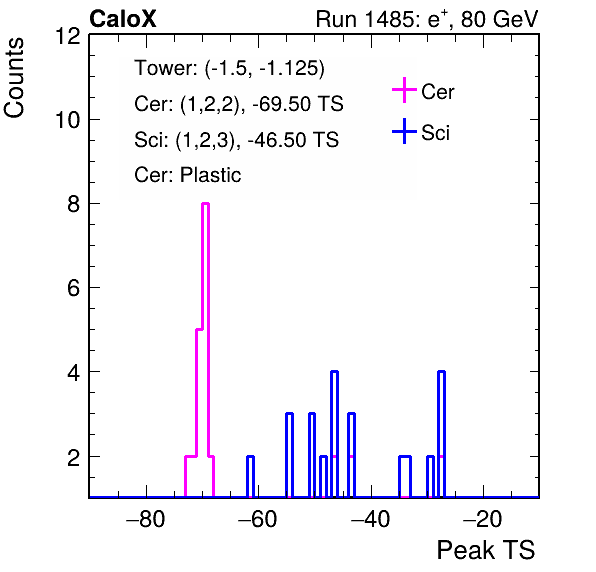 CaloX Run 1485: e⁺, 80 GeV
Counts
12
10
8
6
4
2
Tower: (-1.5, -1.125)
Cer: (1,2,2), -69.50 TS
Sci: (1,2,3), -46.50 TS
Cer: Plastic
Cer
Sci
−80 −60 −40 −20
Peak TS